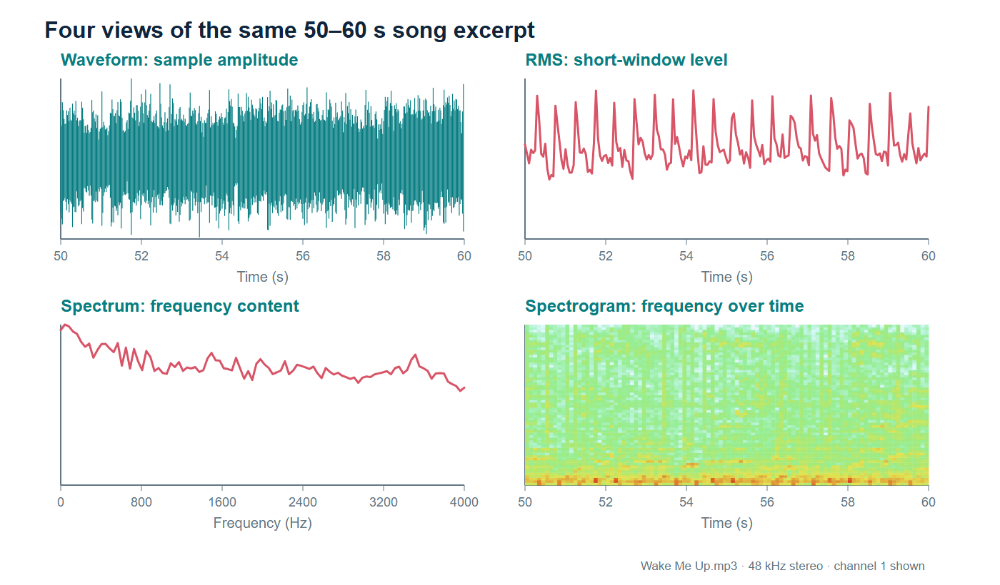 Four views of the same 50–60 s song excerpt
Waveform: sample amplitude
50 52 54 56 58 60
Time (s)
RMS: short-window level
50 52 54 56 58 60
Time (s)
Spectrum: frequency content
0 800 1600 2400 3200 4000
Frequency (Hz)
Spectrogram: frequency over time
50 52 54 56 58 60
Time (s)
Wake Me Up.mp3 · 48 kHz stereo · channel 1 shown